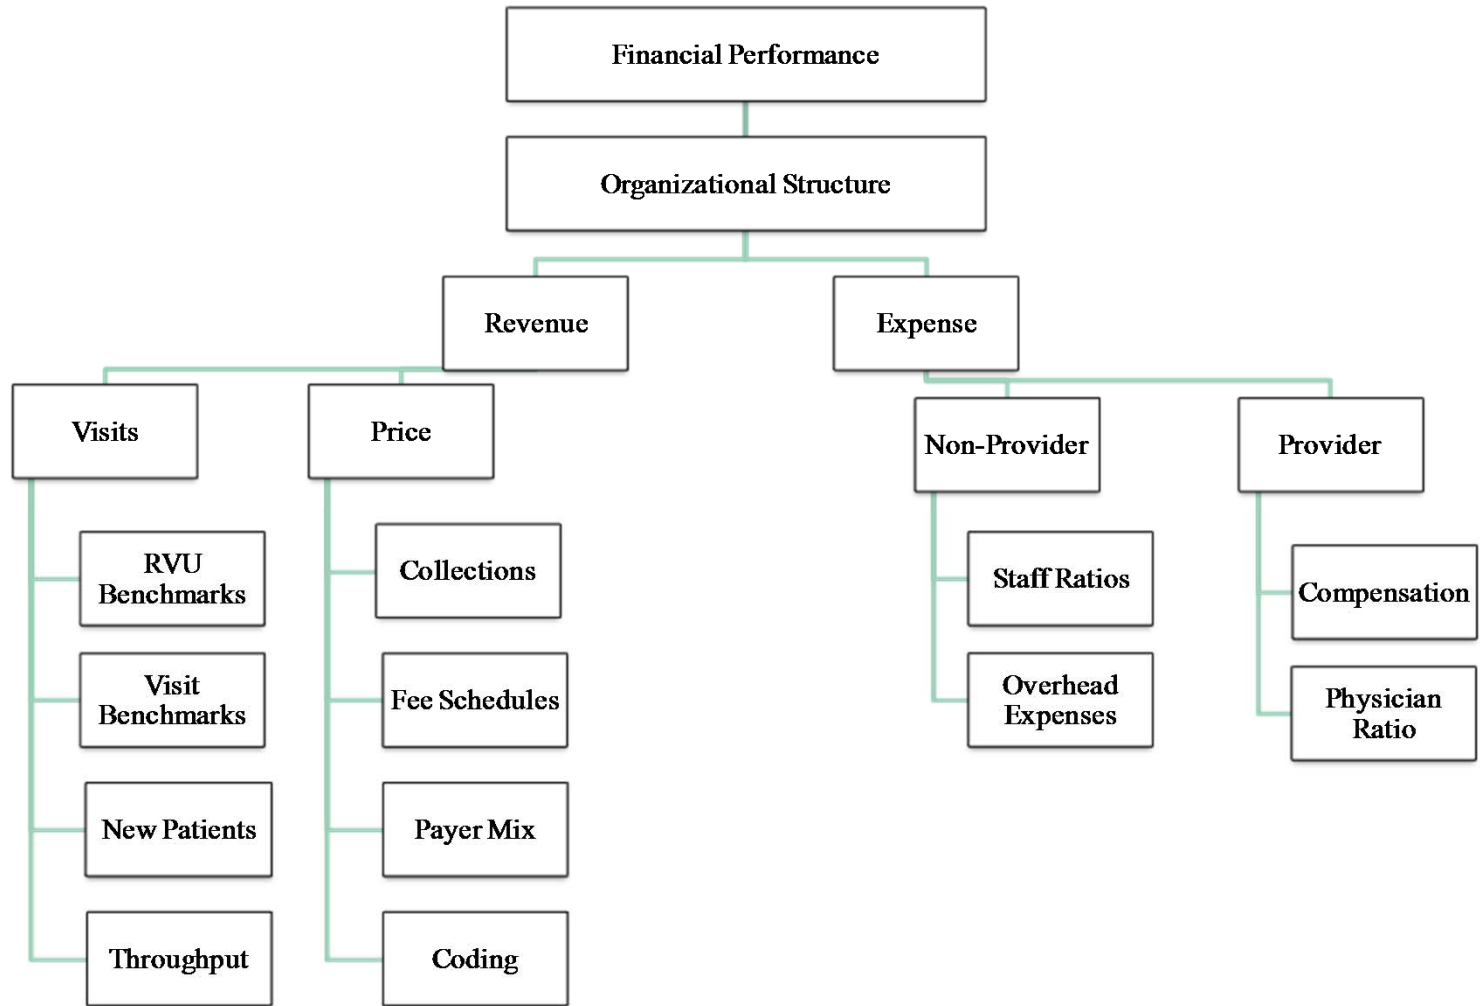 Financial Performance
Organizational Structure
Revenue
Expense
Visits
Price
Non-Provider
Provider
RVU
Benchmarks
Visit
Benchmarks
New Patients
Throughput
Collections
Fee Schedules
Payer Mix
Coding
Staff Ratios
Overhead
Expenses
Compensation
Physician
Ratio